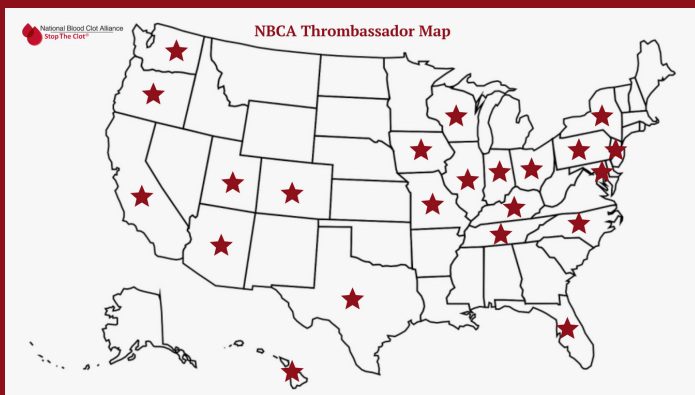 National Blood Clot Alliance
Stop The Clot®
NBCA Thrombassador Map